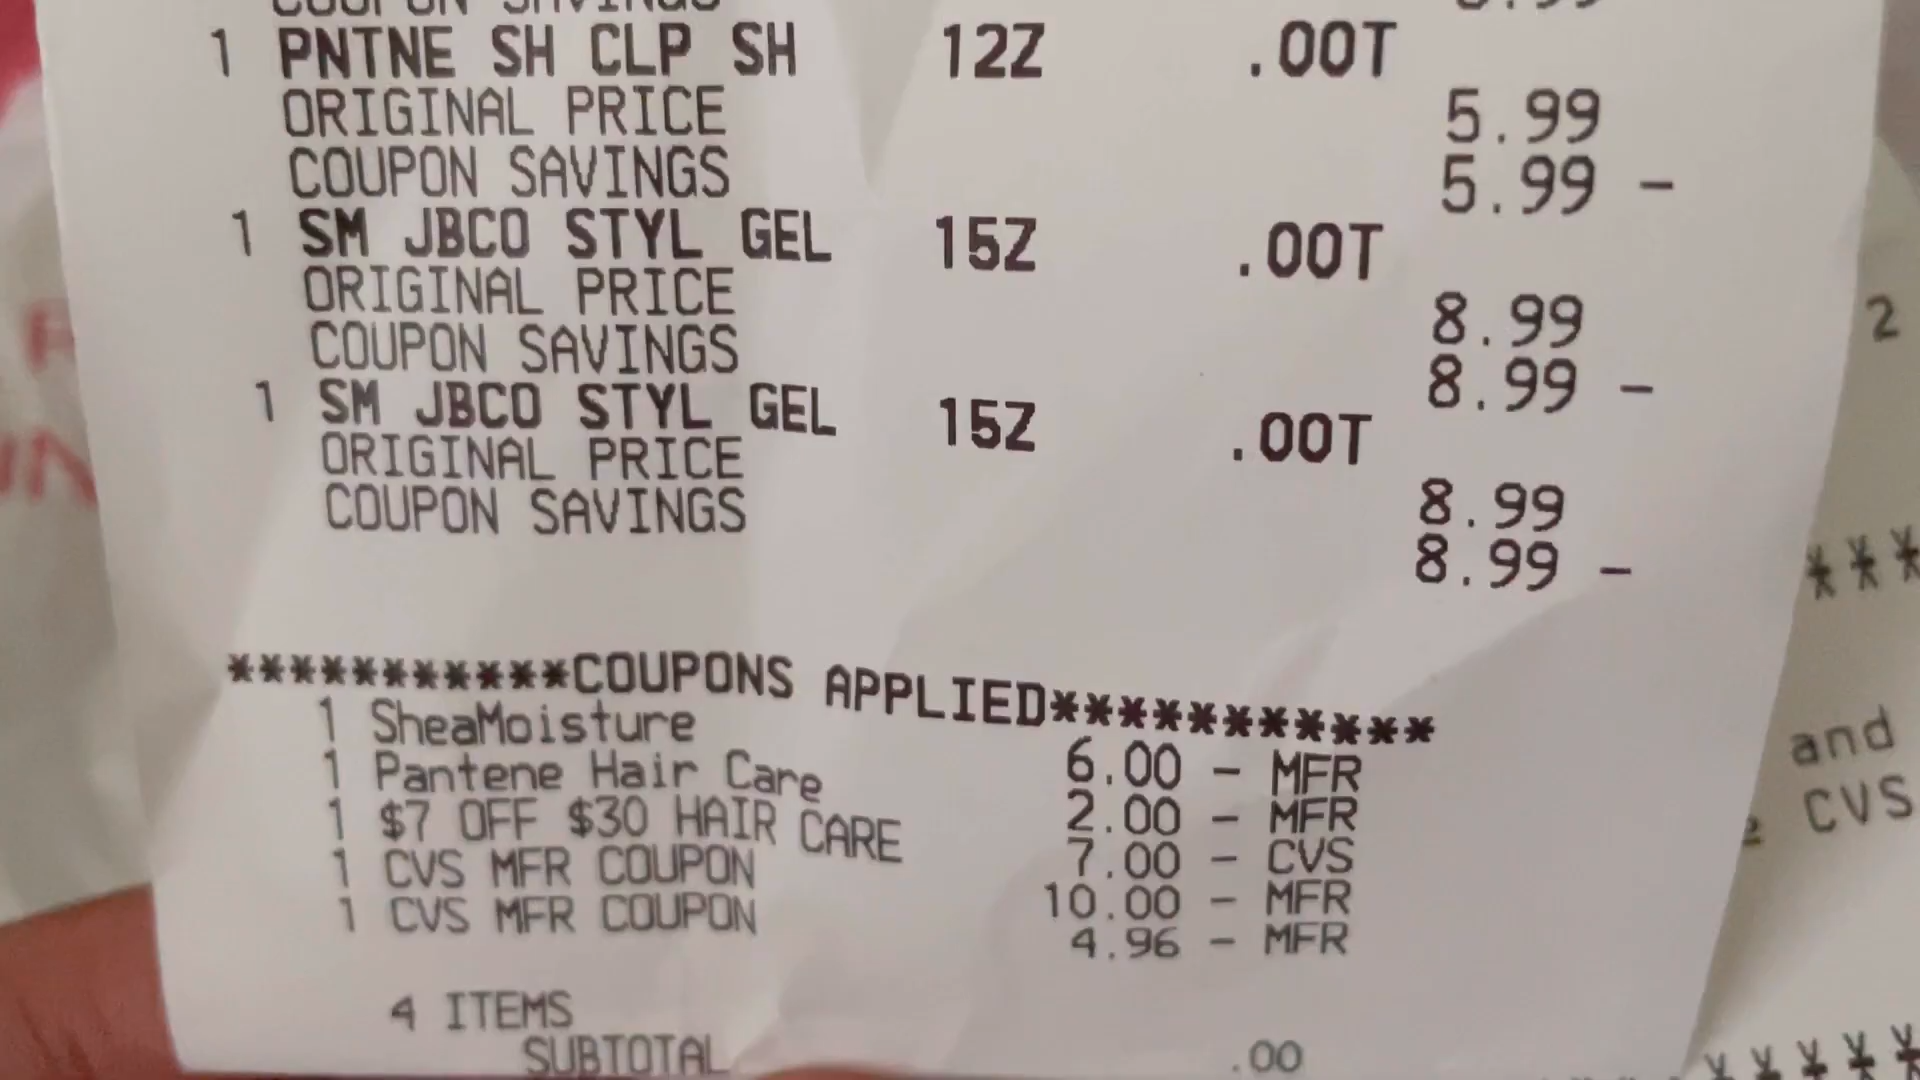 COUPON SAVINGS
1 PNTNE SH CLP SH 12Z .00T
ORIGINAL PRICE 5.99
COUPON SAVINGS 5.99 -
1 SM JBCO STYL GEL 15Z .00T
ORIGINAL PRICE 8.99
COUPON SAVINGS 8.99 -
1 SM JBCO STYL GEL 15Z .00T
ORIGINAL PRICE 8.99
COUPON SAVINGS 8.99 -
***********COUPONS APPLIED***********
1 SheaMoisture 6.00 - MFR
1 Pantene Hair Care 2.00 - MFR
1 $7 OFF $30 HAIR CARE 7.00 - CVS
1 CVS MFR COUPON 10.00 - MFR
1 CVS MFR COUPON 4.96 - MFR
4 ITEMS
SUBTOTAL .00
2
***
and
CVS
*****